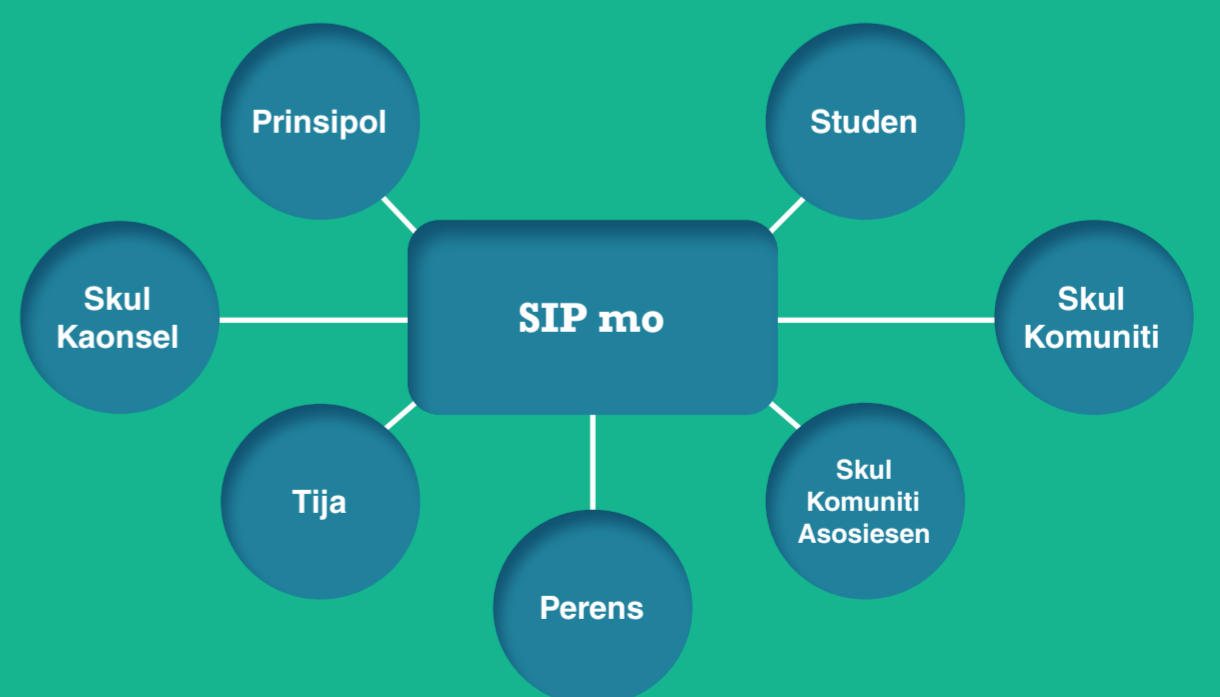 Prinsipol
Studen
Skul
Kaonsel
SIP mo
Skul
Komuniti
Tija
Skul
Komuniti
Asosiesen
Perens